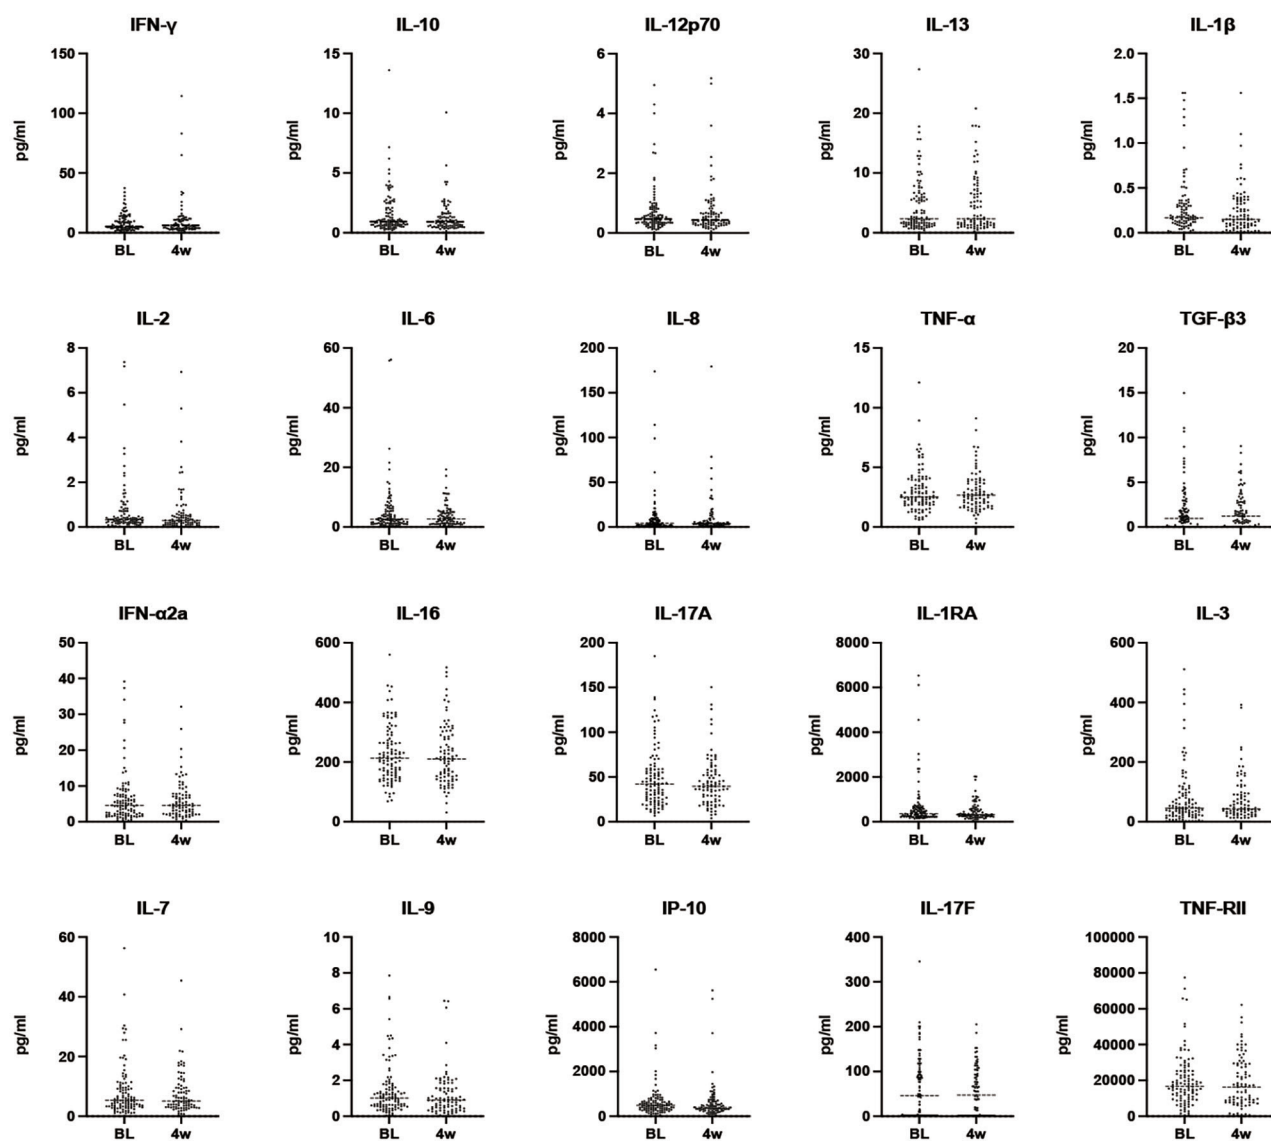 IFN-γ IL-10 IL-12p70 IL-13 IL-1β
150 15 6 30 2.0
100 10 4 20 1.5
1.0
50 5 2 10 0.5
0 0 0 0 0.0
pg/ml pg/ml pg/ml pg/ml pg/ml
BL 4w BL 4w BL 4w BL 4w BL 4w
IL-2 IL-6 IL-8 TNF-α TGF-β3
8 60 200 15 20
6 40 150 10 15
4 100 10
2 20 50 5 5
0 0 0 0 0
pg/ml pg/ml pg/ml pg/ml pg/ml
BL 4w BL 4w BL 4w BL 4w BL 4w
IFN-α2a IL-16 IL-17A IL-1RA IL-3
50 600 200 8000 600
40 400 150 6000 400
30
20 100 4000
10 200 50 2000 200
0 0 0 0 0
pg/ml pg/ml pg/ml pg/ml pg/ml
BL 4w BL 4w BL 4w BL 4w BL 4w
IL-7 IL-9 IP-10 IL-17F TNF-RII
60 10 8000 400 100000
40 8 6000 300 80000
6 60000
4 4000 200 40000
20 2 2000 100 20000
0 0 0 0 0
pg/ml pg/ml pg/ml pg/ml pg/ml
BL 4w BL 4w BL 4w BL 4w BL 4w